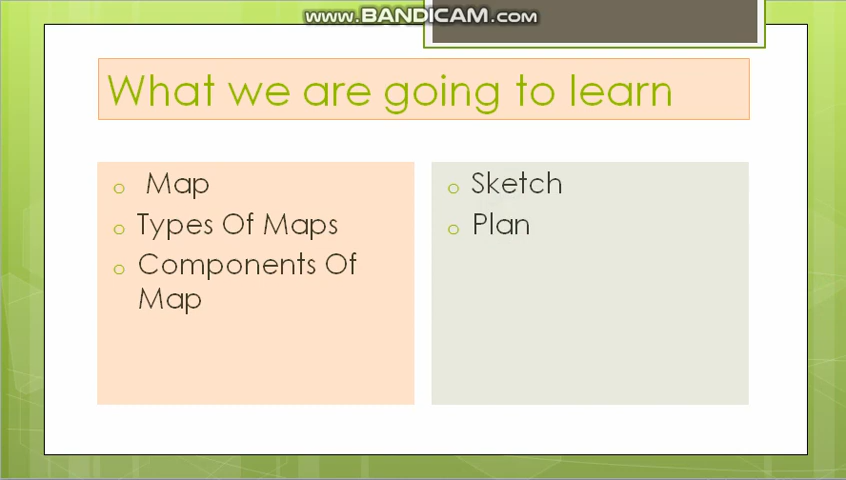 www.BANDICAM.com
What we are going to learn
Map
Types Of Maps
Components Of
Map
Sketch
Plan